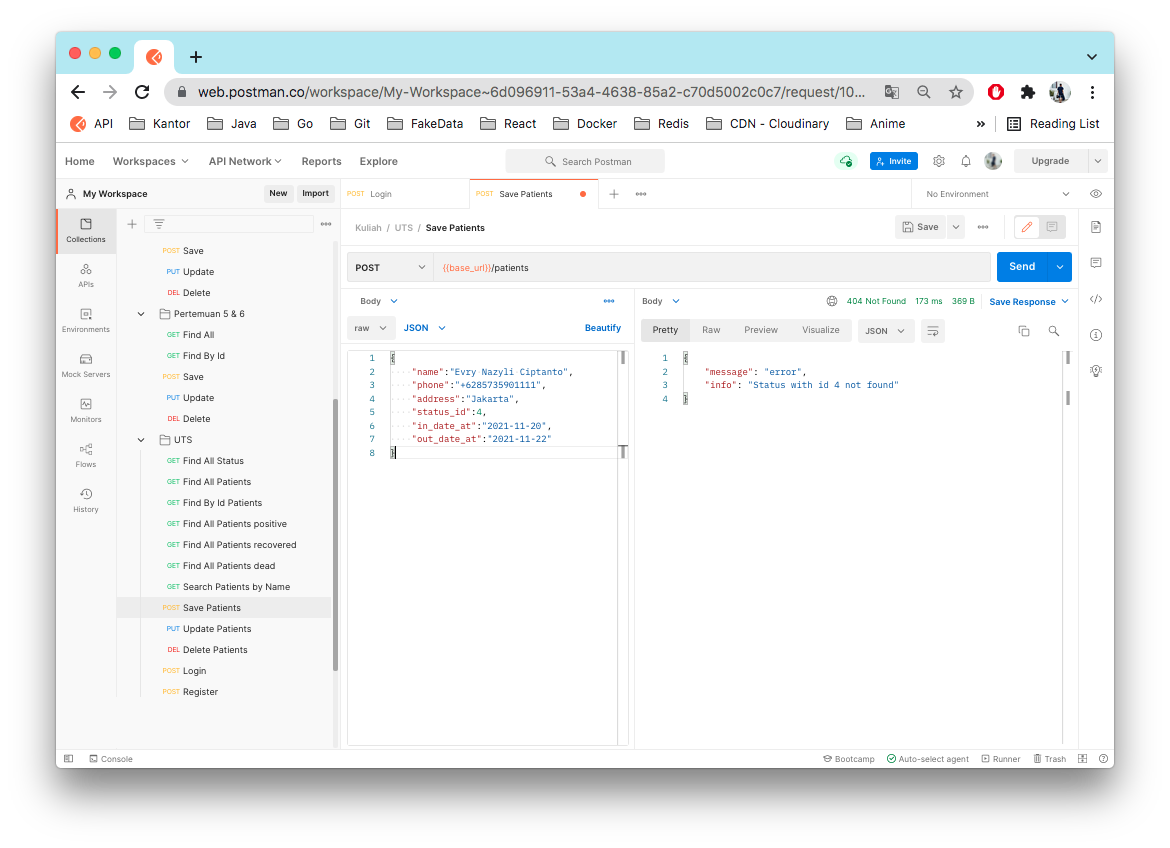 web.postman.co/workspace/My-Workspace~6d096911-53a4-4638-85a2-c70d5002c0c7/request/10...
API Kantor Java Go Git FakeData React Docker Redis CDN - Cloudinary Anime » Reading List
Home Workspaces API Network Reports Explore Search Postman Invite Upgrade
My Workspace New Import POST Login POST Save Patients No Environment
Collections
APIs
Environments
Mock Servers
Monitors
Flows
History
POST Save
PUT Update
DEL Delete
Pertemuan 5 & 6
GET Find All
GET Find By Id
POST Save
PUT Update
DEL Delete
UTS
GET Find All Status
GET Find All Patients
GET Find By Id Patients
GET Find All Patients positive
GET Find All Patients recovered
GET Find All Patients dead
GET Search Patients by Name
POST Save Patients
PUT Update Patients
DEL Delete Patients
POST Login
POST Register
Kuliah / UTS / Save Patients Save
POST {{base_url}}/patients Send
Body
raw JSON Beautify
1 {
2 "name":"Evry Nazyli Ciptanto",
3 "phone":"+6285735901111",
4 "address":"Jakarta",
5 "status_id":4,
6 "in_date_at":"2021-11-20",
7 "out_date_at":"2021-11-22"
8 }
Body 404 Not Found 173 ms 369 B Save Response
Pretty Raw Preview Visualize JSON
1 {
2 "message": "error",
3 "info": "Status with id 4 not found"
4 }
Console Bootcamp Auto-select agent Runner Trash